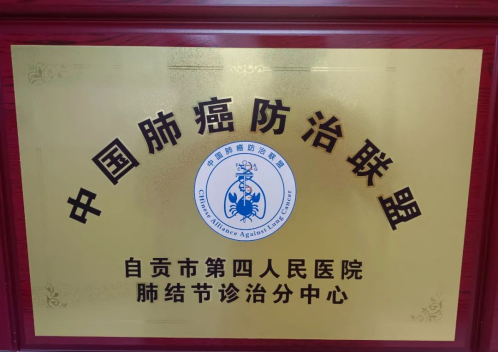 中国肺癌防治联盟
中国肺癌防治联盟
Chinese Alliance Against Lung Cancer
自贡市第四人民医院
肺结节诊治分中心